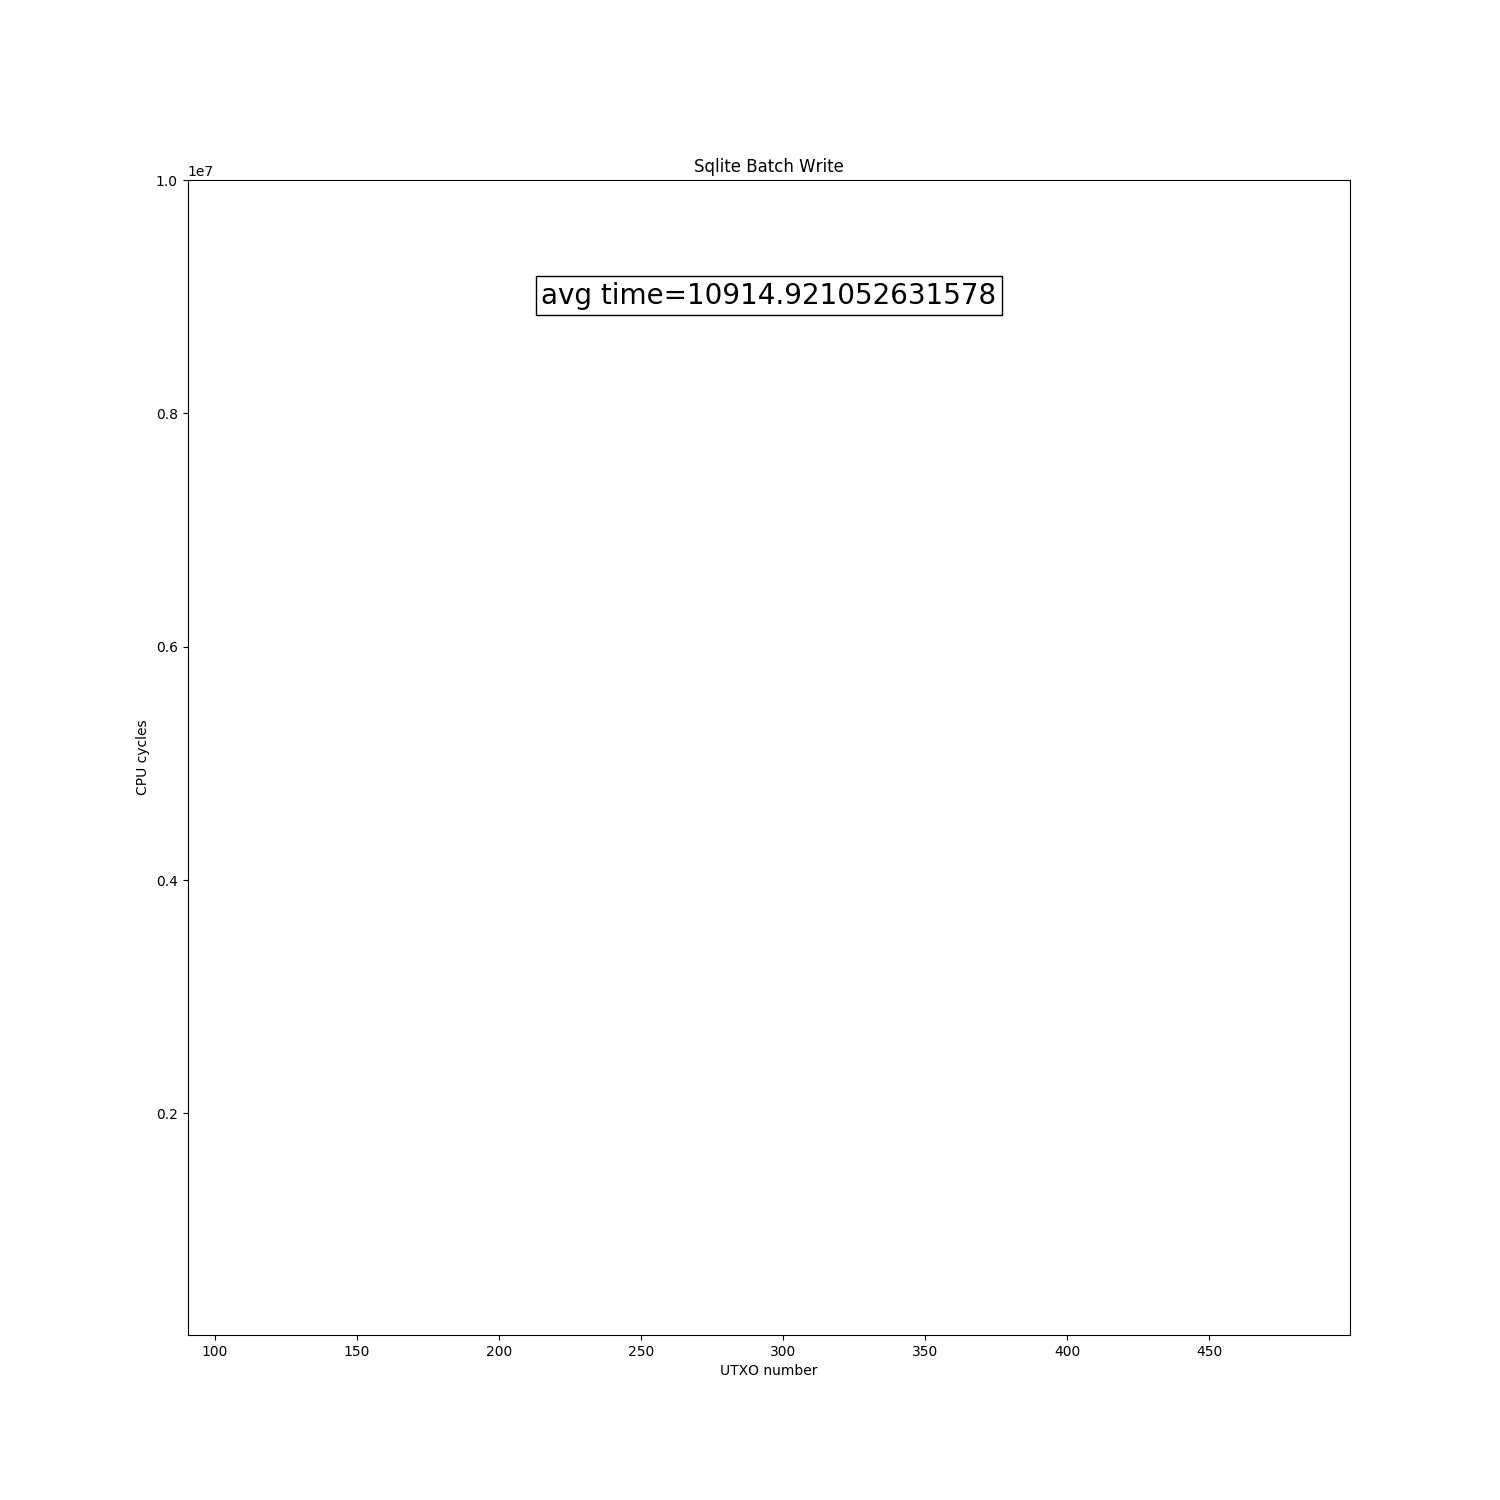 Sqlite Batch Write
1e7
1.0
avg time=10914.921052631578
0.8
0.6
CPU cycles
0.4
0.2
100 150 200 250 300 350 400 450
UTXO number